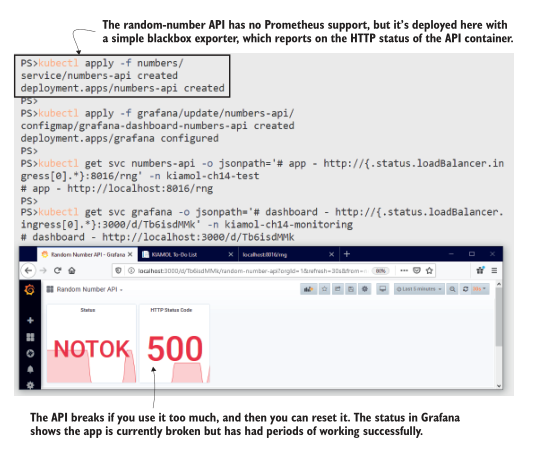 The random-number API has no Prometheus support, but it's deployed here with
a simple blackbox exporter, which reports on the HTTP status of the API container.
PS>kubectl apply -f numbers/
service/numbers-api created
deployment.apps/numbers-api created
PS>
PS>kubectl apply -f grafana/update/numbers-api/
configmap/grafana-dashboard-numbers-api created
deployment.apps/grafana configured
PS>
PS>kubectl get svc numbers-api -o jsonpath='# app - http://{.status.loadBalancer.in
gress[0].*}:8016/rng' -n kiamol-ch14-test
# app - http://localhost:8016/rng
PS>
PS>kubectl get svc grafana -o jsonpath='# dashboard - http://{.status.loadBalancer.
ingress[0].*}:3000/d/Tb6isdMMk' -n kiamol-ch14-monitoring
# dashboard - http://localhost:3000/d/Tb6isdMMk
Random Number API - Grafana
KIAMOL To-Do List
localhost:8016/rng
localhost:3000/d/Tb6isdMMk/random-number-api?orgId=1&refresh=30s&from=
80%
Random Number API
Last 5 minutes
Status
HTTP Status Code
NOTOK
500
The API breaks if you use it too much, and then you can reset it. The status in Grafana
shows the app is currently broken but has had periods of working successfully.